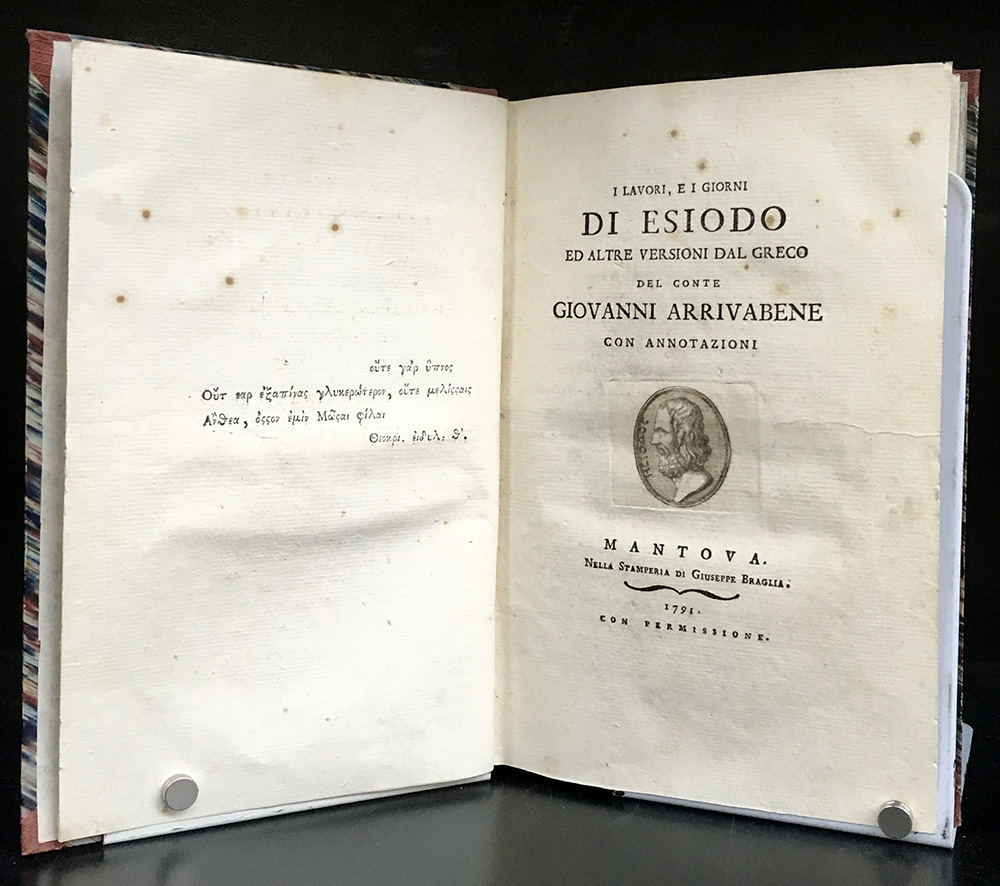 οὔτε γὰρ ὕπνος
Οὔτ εαρ ἐξαπίνας γλυκερώτερον, οὔτε μελίσσαις
Ἄνθεα, ὅσσον ἐμὶν Μῶσαι φίλαι
Θεοκρι. εἰδυλ. θ'.
I LAVORI, E I GIORNI
DI ESIODO
ED ALTRE VERSIONI DAL GRECO
DEL CONTE
GIOVANNI ARRIVABENE
CON ANNOTAZIONI
MANTOVA.
NELLA STAMPERIA DI GIUSEPPE BRAGLIA.
1791.
CON PERMISSIONE.